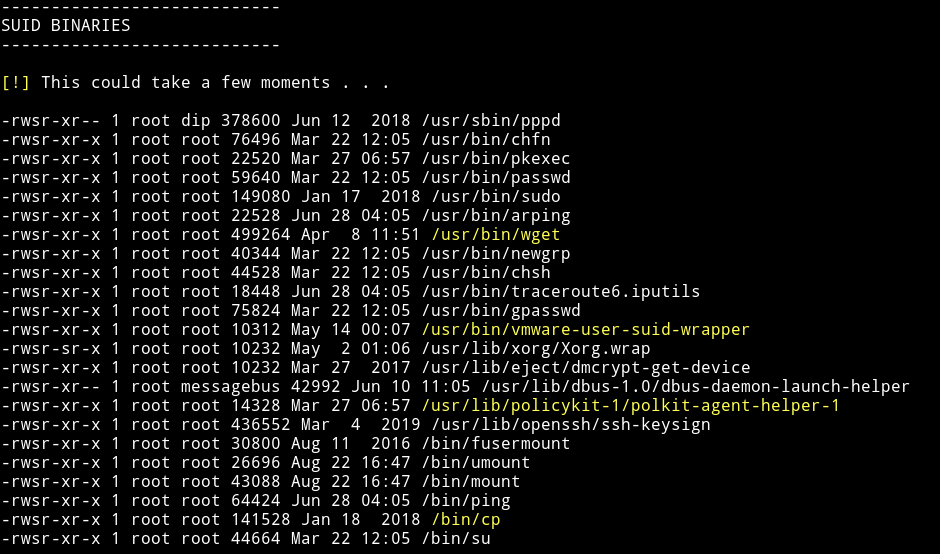 ----------------------------
SUID BINARIES
----------------------------
[!] This could take a few moments . . .
-rwsr-xr-- 1 root dip 378600 Jun 12  2018 /usr/sbin/pppd
-rwsr-xr-x 1 root root 76496 Mar 22 12:05 /usr/bin/chfn
-rwsr-xr-x 1 root root 22520 Mar 27 06:57 /usr/bin/pkexec
-rwsr-xr-x 1 root root 59640 Mar 22 12:05 /usr/bin/passwd
-rwsr-xr-x 1 root root 149080 Jan 17  2018 /usr/bin/sudo
-rwsr-xr-x 1 root root 22528 Jun 28 04:05 /usr/bin/arping
-rwsr-xr-x 1 root root 499264 Apr  8 11:51 /usr/bin/wget
-rwsr-xr-x 1 root root 40344 Mar 22 12:05 /usr/bin/newgrp
-rwsr-xr-x 1 root root 44528 Mar 22 12:05 /usr/bin/chsh
-rwsr-xr-x 1 root root 18448 Jun 28 04:05 /usr/bin/traceroute6.iputils
-rwsr-xr-x 1 root root 75824 Mar 22 12:05 /usr/bin/gpasswd
-rwsr-xr-x 1 root root 10312 May 14 00:07 /usr/bin/vmware-user-suid-wrapper
-rwsr-sr-x 1 root root 10232 May  2 01:06 /usr/lib/xorg/Xorg.wrap
-rwsr-xr-x 1 root root 10232 Mar 27  2017 /usr/lib/eject/dmcrypt-get-device
-rwsr-xr-- 1 root messagebus 42992 Jun 10 11:05 /usr/lib/dbus-1.0/dbus-daemon-launch-helper
-rwsr-xr-x 1 root root 14328 Mar 27 06:57 /usr/lib/policykit-1/polkit-agent-helper-1
-rwsr-xr-x 1 root root 436552 Mar  4  2019 /usr/lib/openssh/ssh-keysign
-rwsr-xr-x 1 root root 30800 Aug 11  2016 /bin/fusermount
-rwsr-xr-x 1 root root 26696 Aug 22 16:47 /bin/umount
-rwsr-xr-x 1 root root 43088 Aug 22 16:47 /bin/mount
-rwsr-xr-x 1 root root 64424 Jun 28 04:05 /bin/ping
-rwsr-xr-x 1 root root 141528 Jan 18  2018 /bin/cp
-rwsr-xr-x 1 root root 44664 Mar 22 12:05 /bin/su